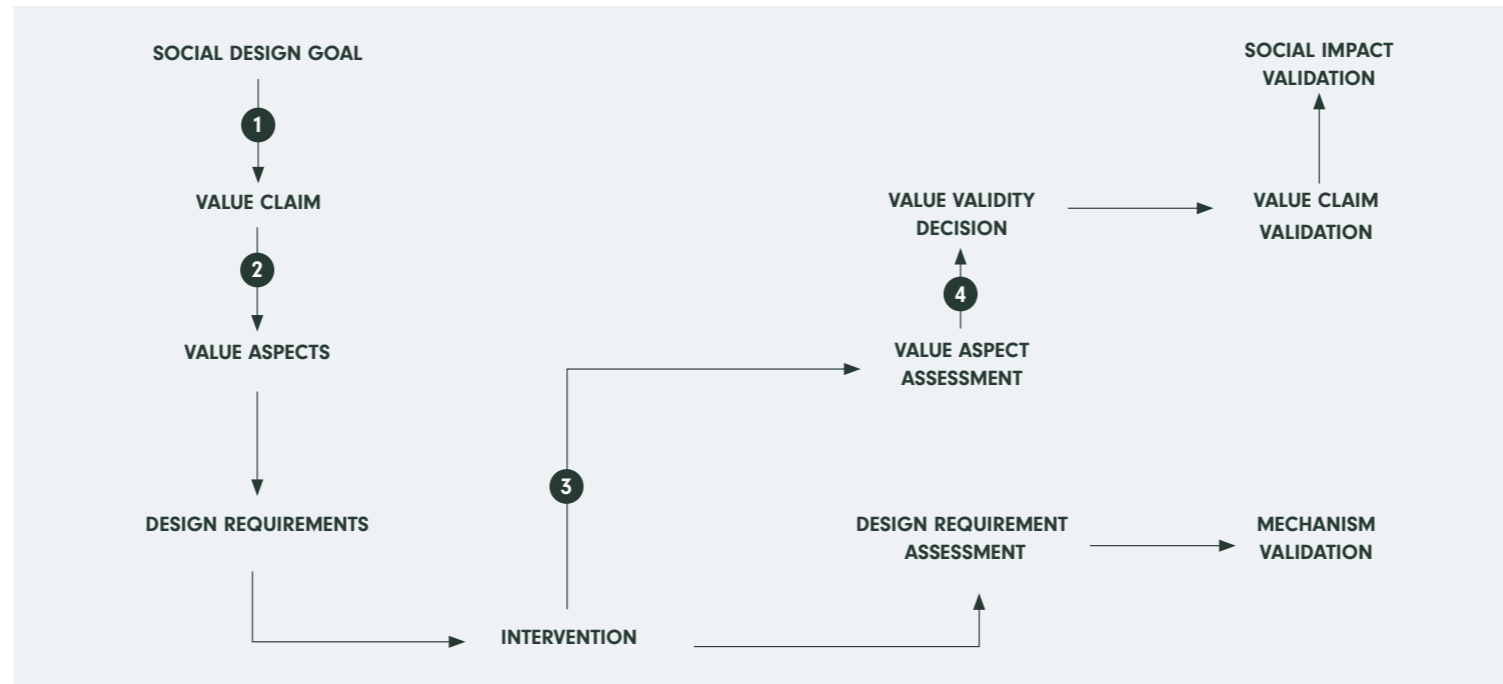 SOCIAL DESIGN GOAL
1
VALUE CLAIM
2
VALUE ASPECTS
DESIGN REQUIREMENTS
INTERVENTION
3
VALUE ASPECT
ASSESSMENT
4
VALUE VALIDITY
DECISION
VALUE CLAIM
VALIDATION
SOCIAL IMPACT
VALIDATION
DESIGN REQUIREMENT
ASSESSMENT
MECHANISM
VALIDATION